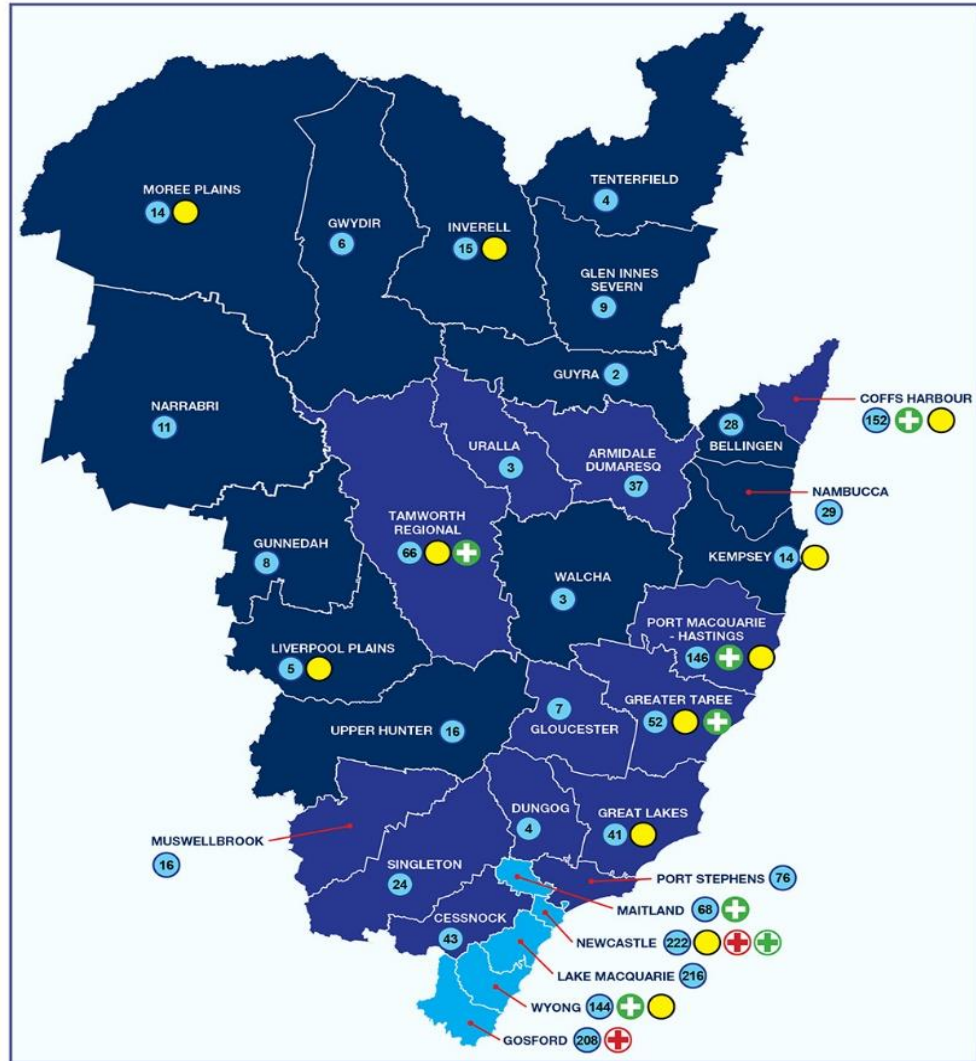 MOREE PLAINS
14
GWYDIR
6
INVERELL
15
TENTERFIELD
4
GLEN INNES
SEVERN
9
GUYRA 2
NARRABRI
11
COFFS HARBOUR
152
28
BELLINGEN
URALLA
3
ARMIDALE
DUMARESQ
37
NAMBUCCA
29
TAMWORTH
REGIONAL
66
GUNNEDAH
8
KEMPSEY 14
WALCHA
3
PORT MACQUARIE
- HASTINGS
146
LIVERPOOL PLAINS
5
GREATER TAREE
52
7
GLOUCESTER
UPPER HUNTER 16
DUNGOG
4
GREAT LAKES
41
MUSWELLBROOK
16
SINGLETON
24
PORT STEPHENS 76
MAITLAND 68
CESSNOCK
43
NEWCASTLE 222
LAKE MACQUARIE 216
WYONG 144
GOSFORD 208